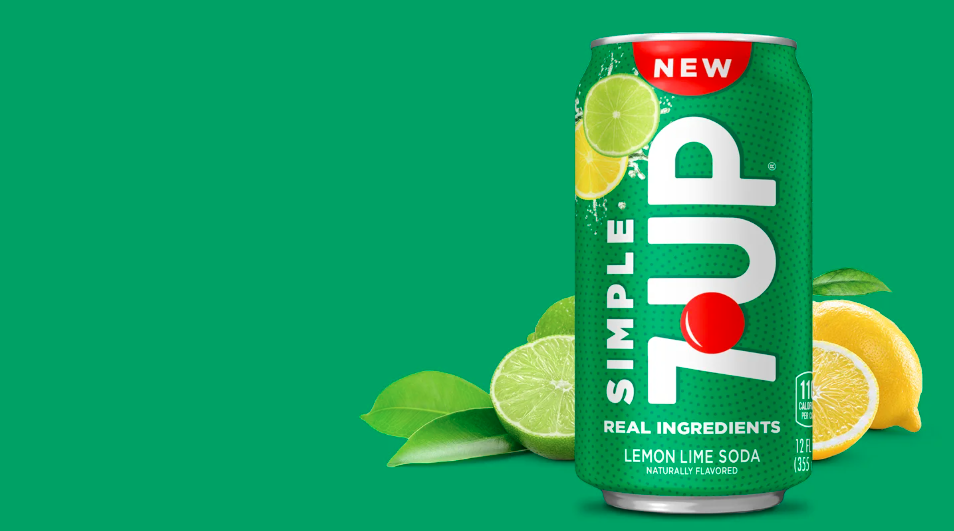 NEW
SIMPLE
7UP®
REAL INGREDIENTS
LEMON LIME SODA
NATURALLY FLAVORED